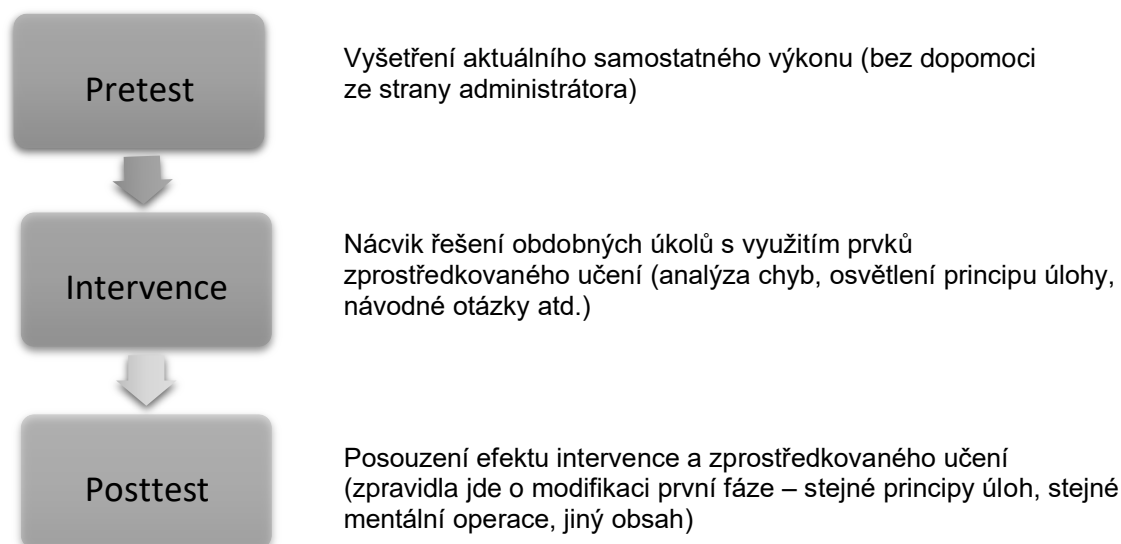 Pretest
Vyšetření aktuálního samostatného výkonu (bez dopomoci
ze strany administrátora)
Intervence
Nácvik řešení obdobných úkolů s využitím prvků
zprostředkovaného učení (analýza chyb, osvětlení principu úlohy,
návodné otázky atd.)
Posttest
Posouzení efektu intervence a zprostředkovaného učení
(zpravidla jde o modifikaci první fáze – stejné principy úloh, stejné
mentální operace, jiný obsah)